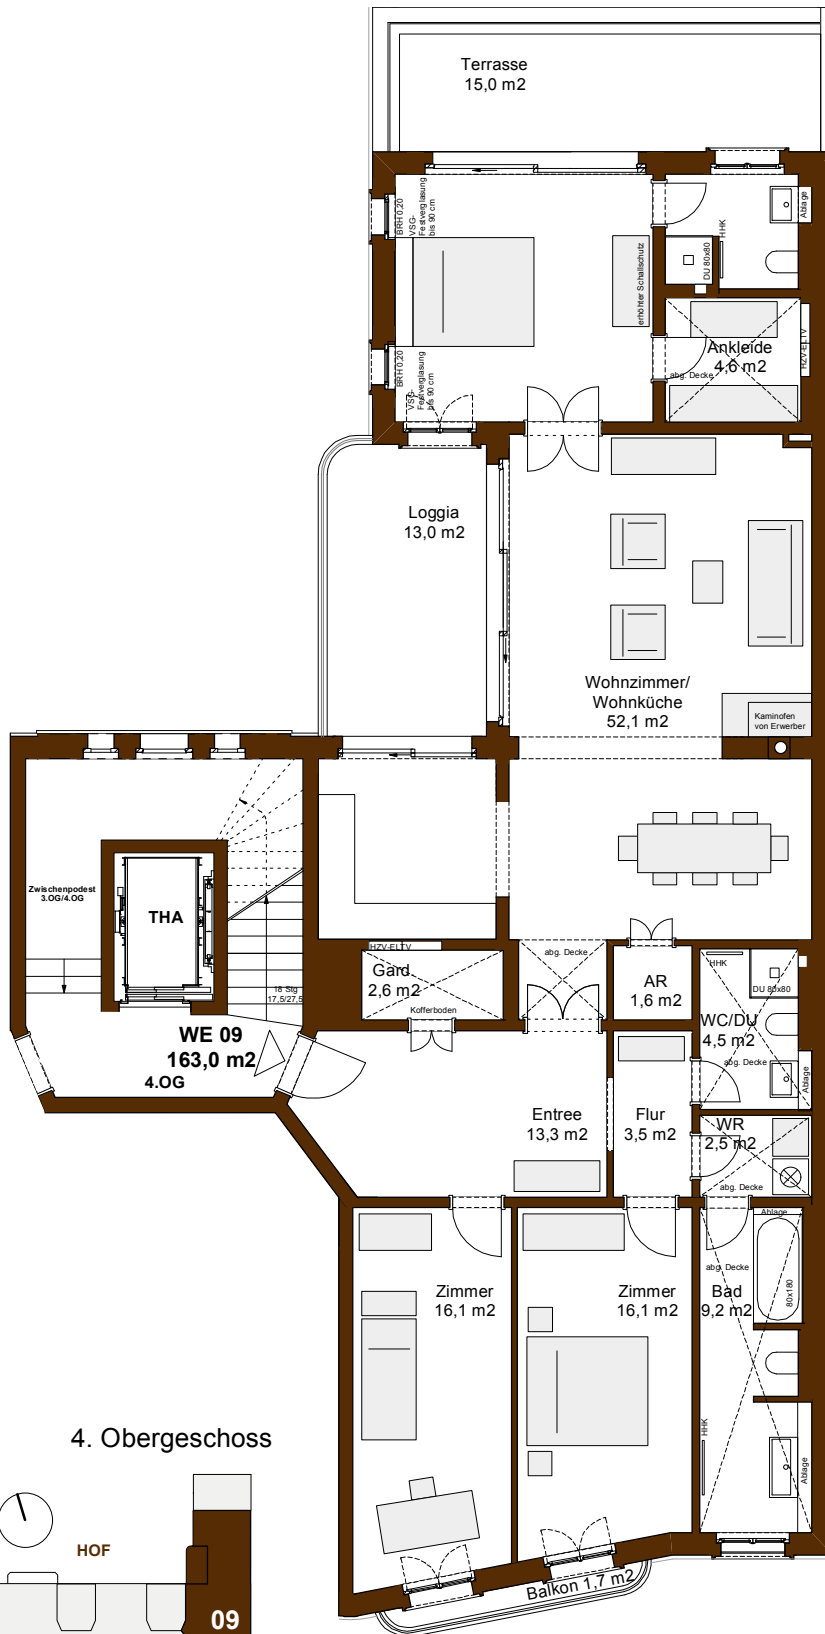 Terrasse
15,0 m2
BRH 0,20
VSG-
Festverglasung
bis 90 cm
erhöhter Schallschutz
HHK
DU 80x80
Ablage
Ankleide
4,6 m2
abg. Decke
HZV-ELTV
BRH 0,20
VSG-
Festverglasung
bis 90 cm
Loggia
13,0 m2
Wohnzimmer/
Wohnküche
52,1 m2
Kaminofen
von Erwerber
Zwischenpodest
3.OG/4.OG
THA
18 Stg
17,5/27,5
WE 09
163,0 m2
4.OG
HZV-ELTV
Gard.
2,6 m2
Kofferboden
abg. Decke
AR
1,6 m2
HHK
DU 80x80
WC/DU
4,5 m2
abg. Decke
Ablage
Entree
13,3 m2
Flur
3,5 m2
WR
2,5 m2
abg. Decke
Ablage
Zimmer
16,1 m2
Zimmer
16,1 m2
abg. Decke
Bad
9,2 m2
80x180
HHK
Ablage
Balkon 1,7 m2
4. Obergeschoss
HOF
09